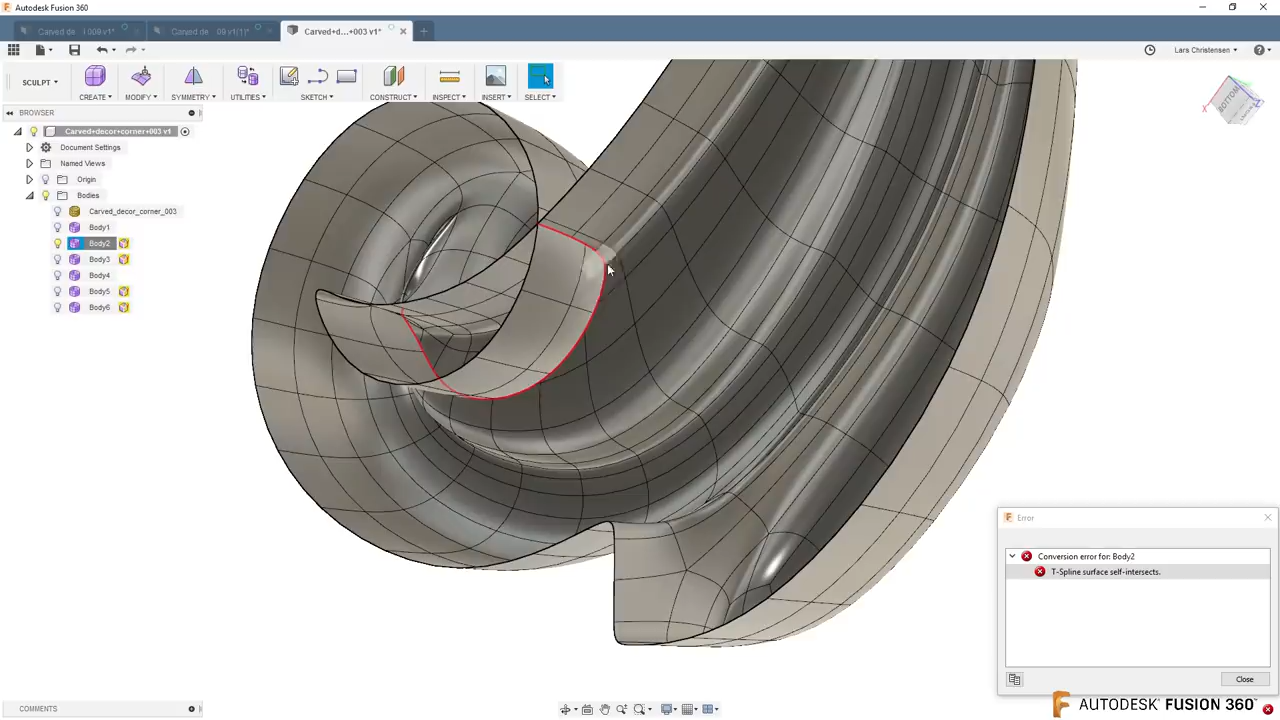 Autodesk Fusion 360
Carved de 009 v1*
Carved de 09 v1(1)*
Carved+d...+003 v1*
Lars Christensen
SCULPT
CREATE
MODIFY
SYMMETRY
UTILITIES
SKETCH
CONSTRUCT
INSPECT
INSERT
SELECT
BROWSER
Carved+decor+corner+003 v1
Document Settings
Named Views
Origin
Bodies
Carved_decor_corner_003
Body1
Body2
Body3
Body4
Body5
Body6
BOTTOM
X
Z
Error
Conversion error for: Body2
T-Spline surface self-intersects.
Close
COMMENTS
AUTODESK® FUSION 360™